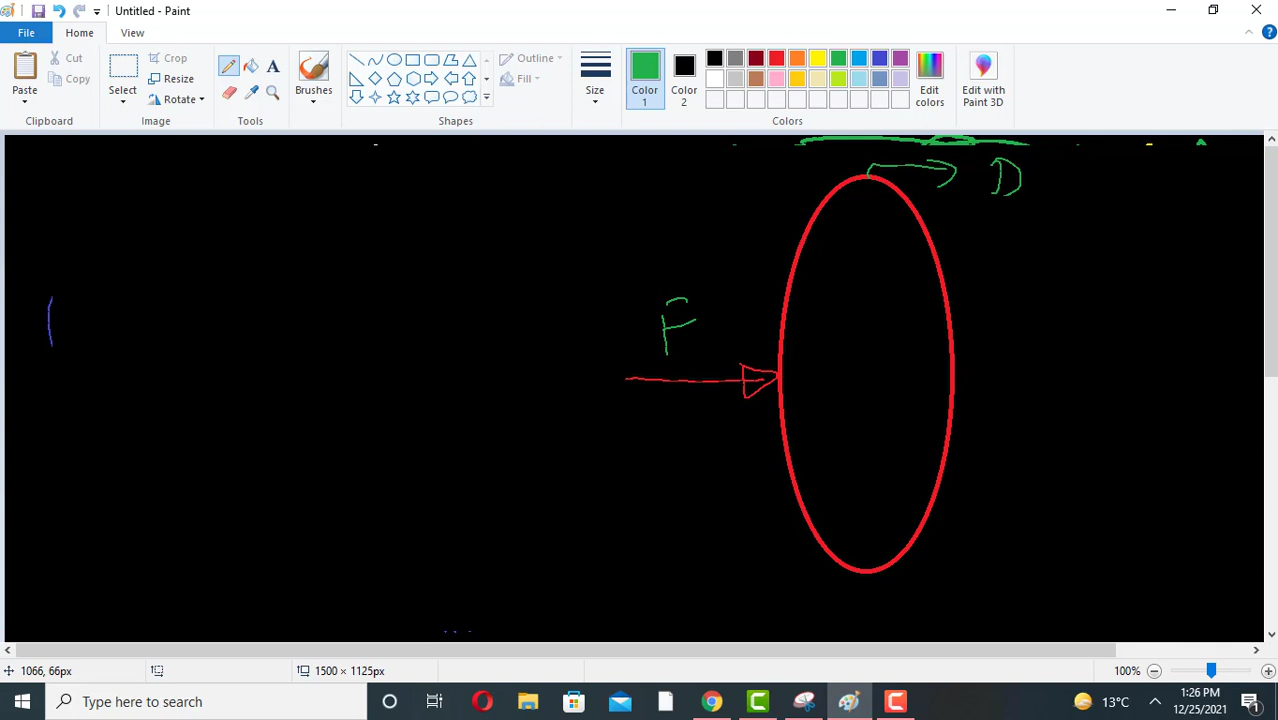 Untitled - Paint
File
Home
View
Paste
Cut
Copy
Clipboard
Select
Crop
Resize
Rotate
Image
A
Tools
Brushes
Outline
Fill
Shapes
Size
Color 1
Color 2
Edit colors
Edit with Paint 3D
Colors
D
F
1066, 66px
1500 × 1125px
100%
Type here to search
13°C
1:26 PM
12/25/2021
1